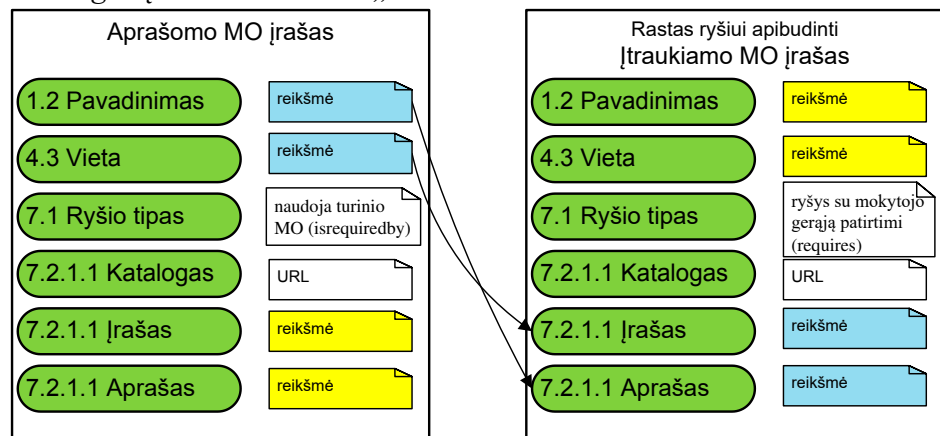 Aprašomo MO įrašas
1.2 Pavadinimas
reikšmė
4.3 Vieta
reikšmė
7.1 Ryšio tipas
naudoja turinio
MO (isrequiredby)
7.2.1.1 Katalogas
URL
7.2.1.1 Įrašas
reikšmė
7.2.1.1 Aprašas
reikšmė
Rastas ryšiui apibudinti
Įtraukiamo MO įrašas
1.2 Pavadinimas
reikšmė
4.3 Vieta
reikšmė
7.1 Ryšio tipas
ryšys su mokytojo
gerąją patirtimi
(requires)
7.2.1.1 Katalogas
URL
7.2.1.1 Įrašas
reikšmė
7.2.1.1 Aprašas
reikšmė